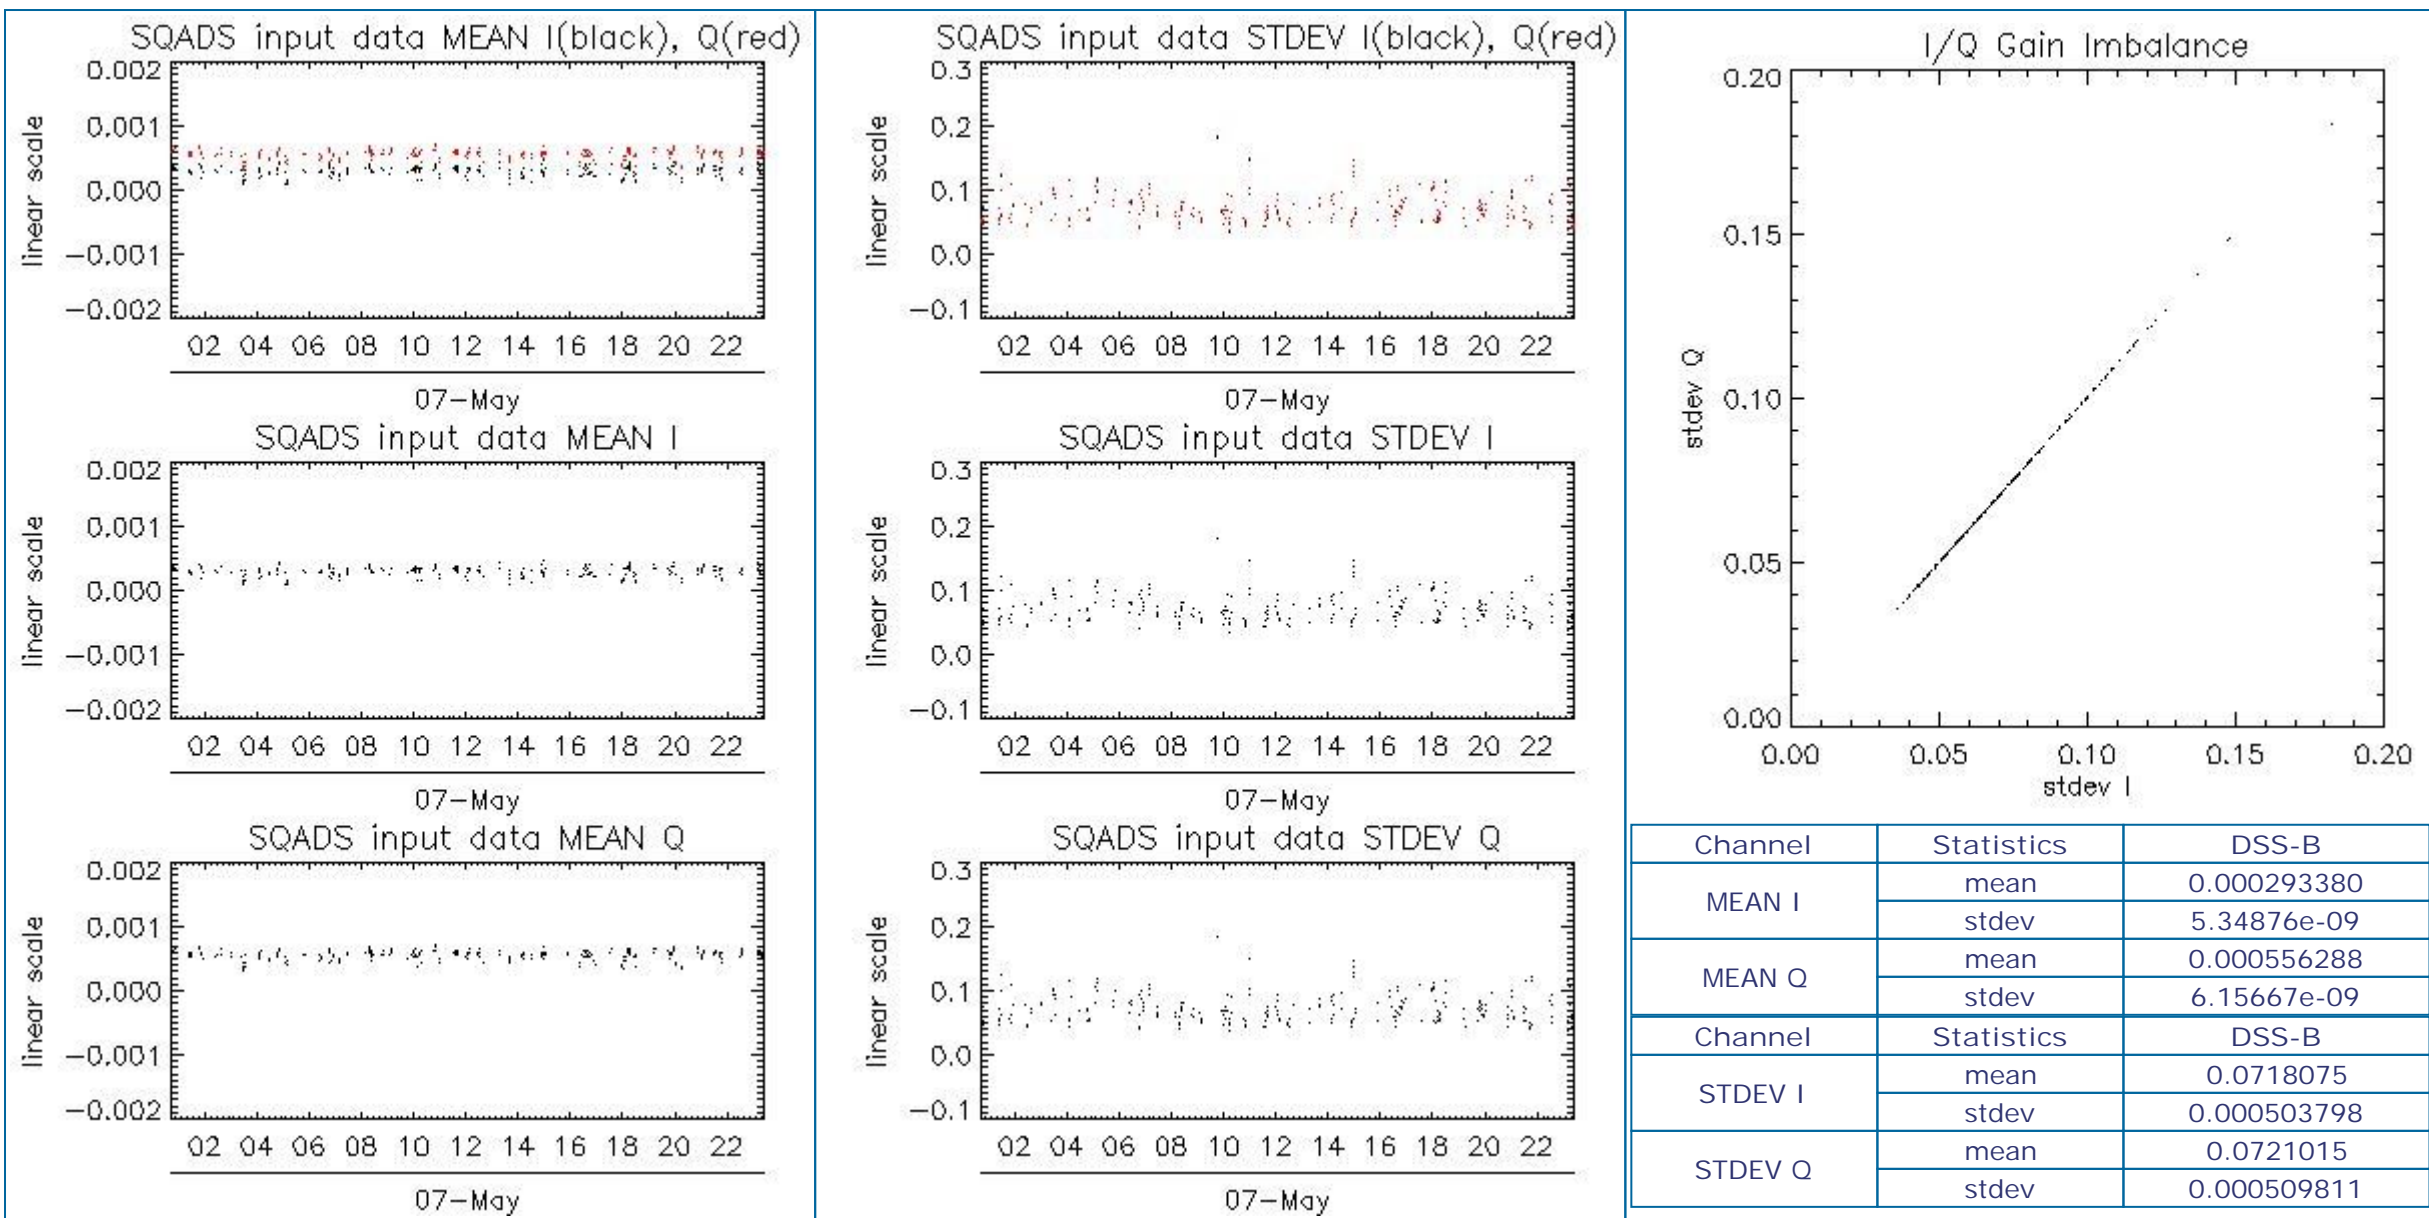 SQADS input data MEAN I(black), Q(red)
0.002
0.001
0.000
-0.001
-0.002
linear scale
02 04 06 08 10 12 14 16 18 20 22
07-May
SQADS input data MEAN I
0.002
0.001
0.000
-0.001
-0.002
linear scale
02 04 06 08 10 12 14 16 18 20 22
07-May
SQADS input data MEAN Q
0.002
0.001
0.000
-0.001
-0.002
linear scale
02 04 06 08 10 12 14 16 18 20 22
07-May
SQADS input data STDEV I(black), Q(red)
0.3
0.2
0.1
0.0
-0.1
linear scale
02 04 06 08 10 12 14 16 18 20 22
07-May
SQADS input data STDEV I
0.3
0.2
0.1
0.0
-0.1
linear scale
02 04 06 08 10 12 14 16 18 20 22
07-May
SQADS input data STDEV Q
0.3
0.2
0.1
0.0
-0.1
linear scale
02 04 06 08 10 12 14 16 18 20 22
07-May
I/Q Gain Imbalance
0.20
0.15
0.10
0.05
0.00
stdev Q
0.00 0.05 0.10 0.15 0.20
stdev I
Channel Statistics DSS-B
MEAN I mean 0.000293380
stdev 5.34876e-09
MEAN Q mean 0.000556288
stdev 6.15667e-09
Channel Statistics DSS-B
STDEV I mean 0.0718075
stdev 0.000503798
STDEV Q mean 0.0721015
stdev 0.000509811